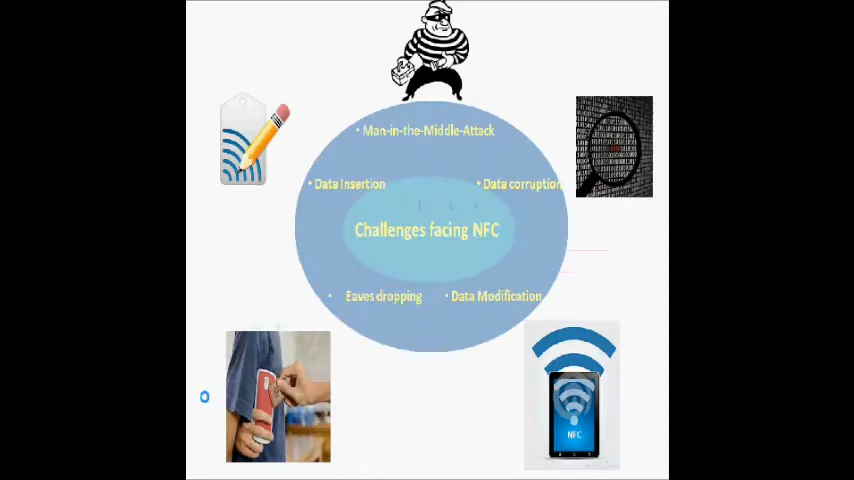 • Man-in-the-Middle-Attack
• Data Insertion
• Data corruption
Challenges facing NFC
• Eaves dropping
• Data Modification
NFC